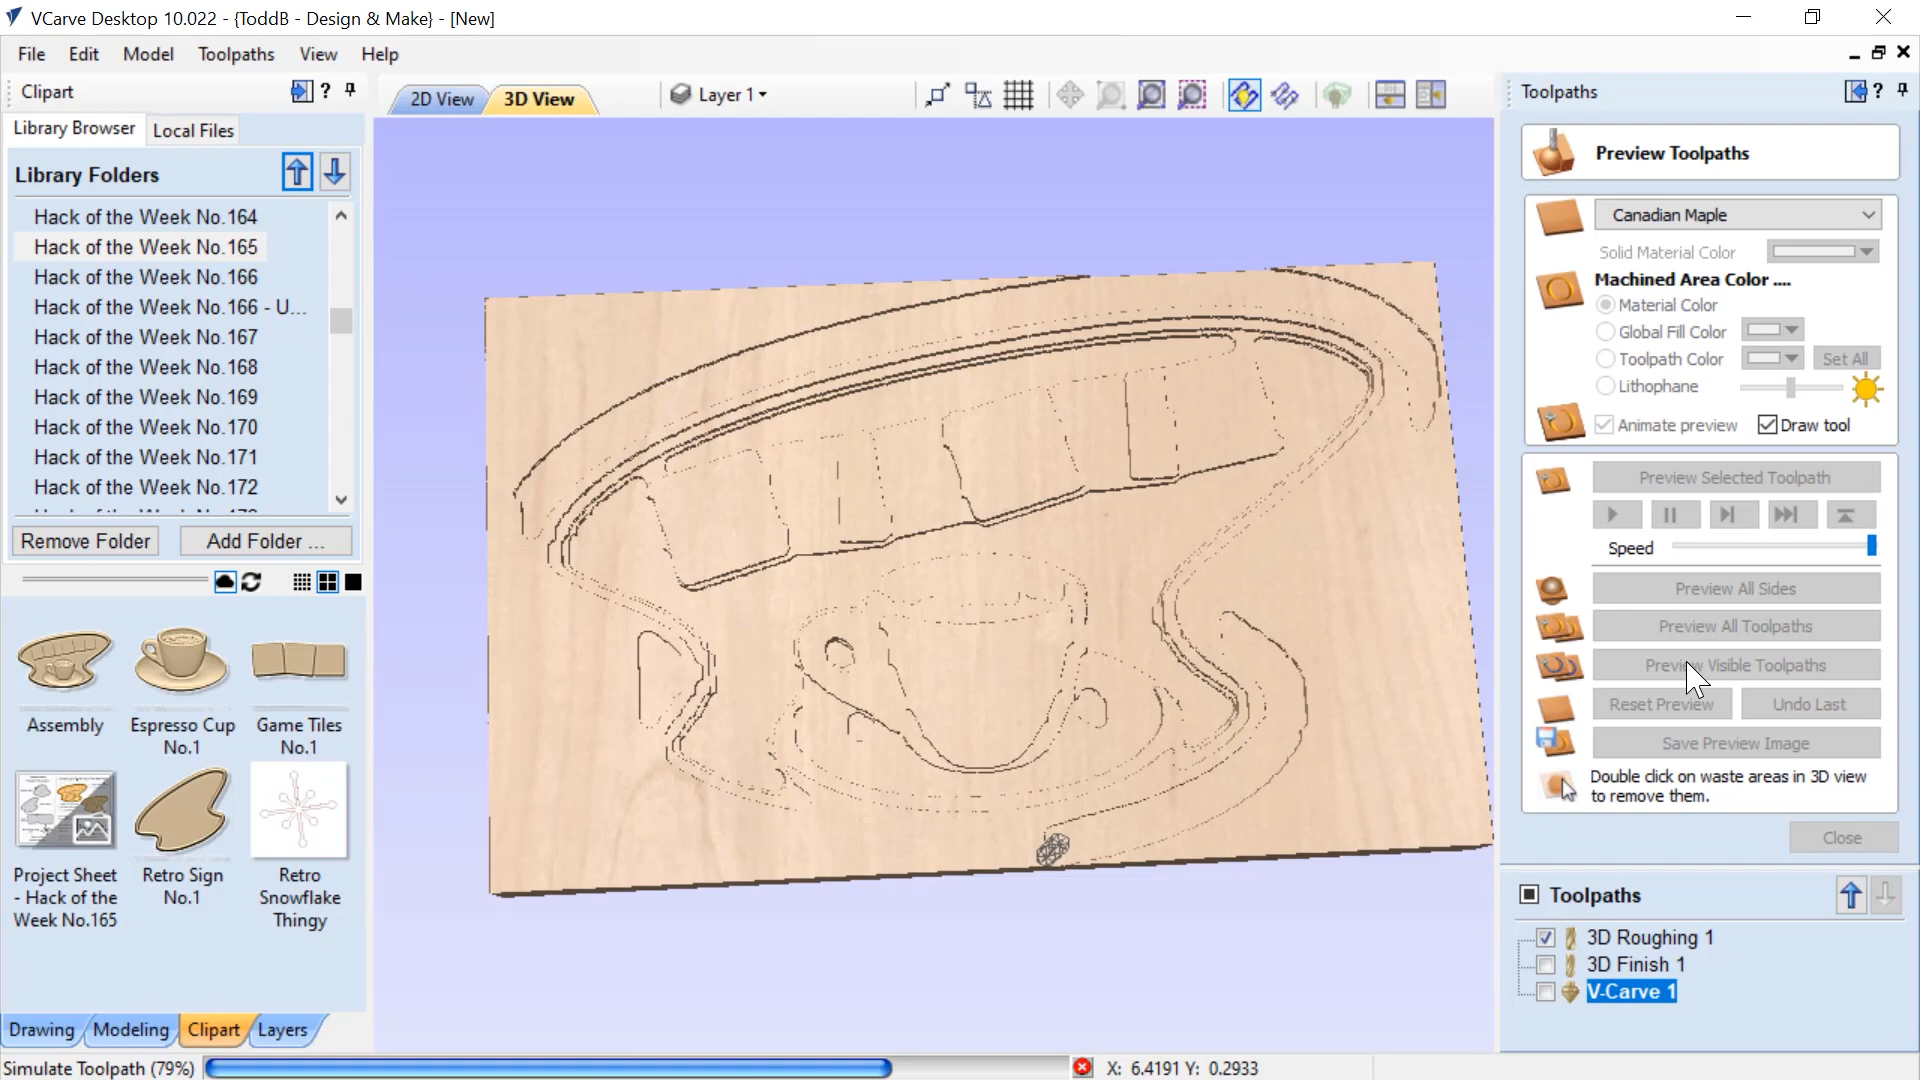 VCarve Desktop 10.022 - {ToddB - Design & Make} - [New]
File Edit Model Toolpaths View Help
Clipart
Library Browser
Local Files
Library Folders
Hack of the Week No.164
Hack of the Week No.165
Hack of the Week No.166
Hack of the Week No.166 - U...
Hack of the Week No.167
Hack of the Week No.168
Hack of the Week No.169
Hack of the Week No.170
Hack of the Week No.171
Hack of the Week No.172
Remove Folder
Add Folder ...
Assembly
Espresso Cup
No.1
Game Tiles
No.1
Project Sheet
- Hack of the
Week No.165
Retro Sign
No.1
Retro
Snowflake
Thingy
Drawing Modeling Clipart Layers
2D View
3D View
Layer 1
Toolpaths
Preview Toolpaths
Canadian Maple
Solid Material Color
Machined Area Color ....
Material Color
Global Fill Color
Toolpath Color
Set All
Lithophane
Animate preview
Draw tool
Preview Selected Toolpath
Speed
Preview All Sides
Preview All Toolpaths
Preview Visible Toolpaths
Reset Preview
Undo Last
Save Preview Image
Double click on waste areas in 3D view
to remove them.
Close
Toolpaths
3D Roughing 1
3D Finish 1
V-Carve 1
Simulate Toolpath (79%)
X: 6.4191 Y: 0.2933